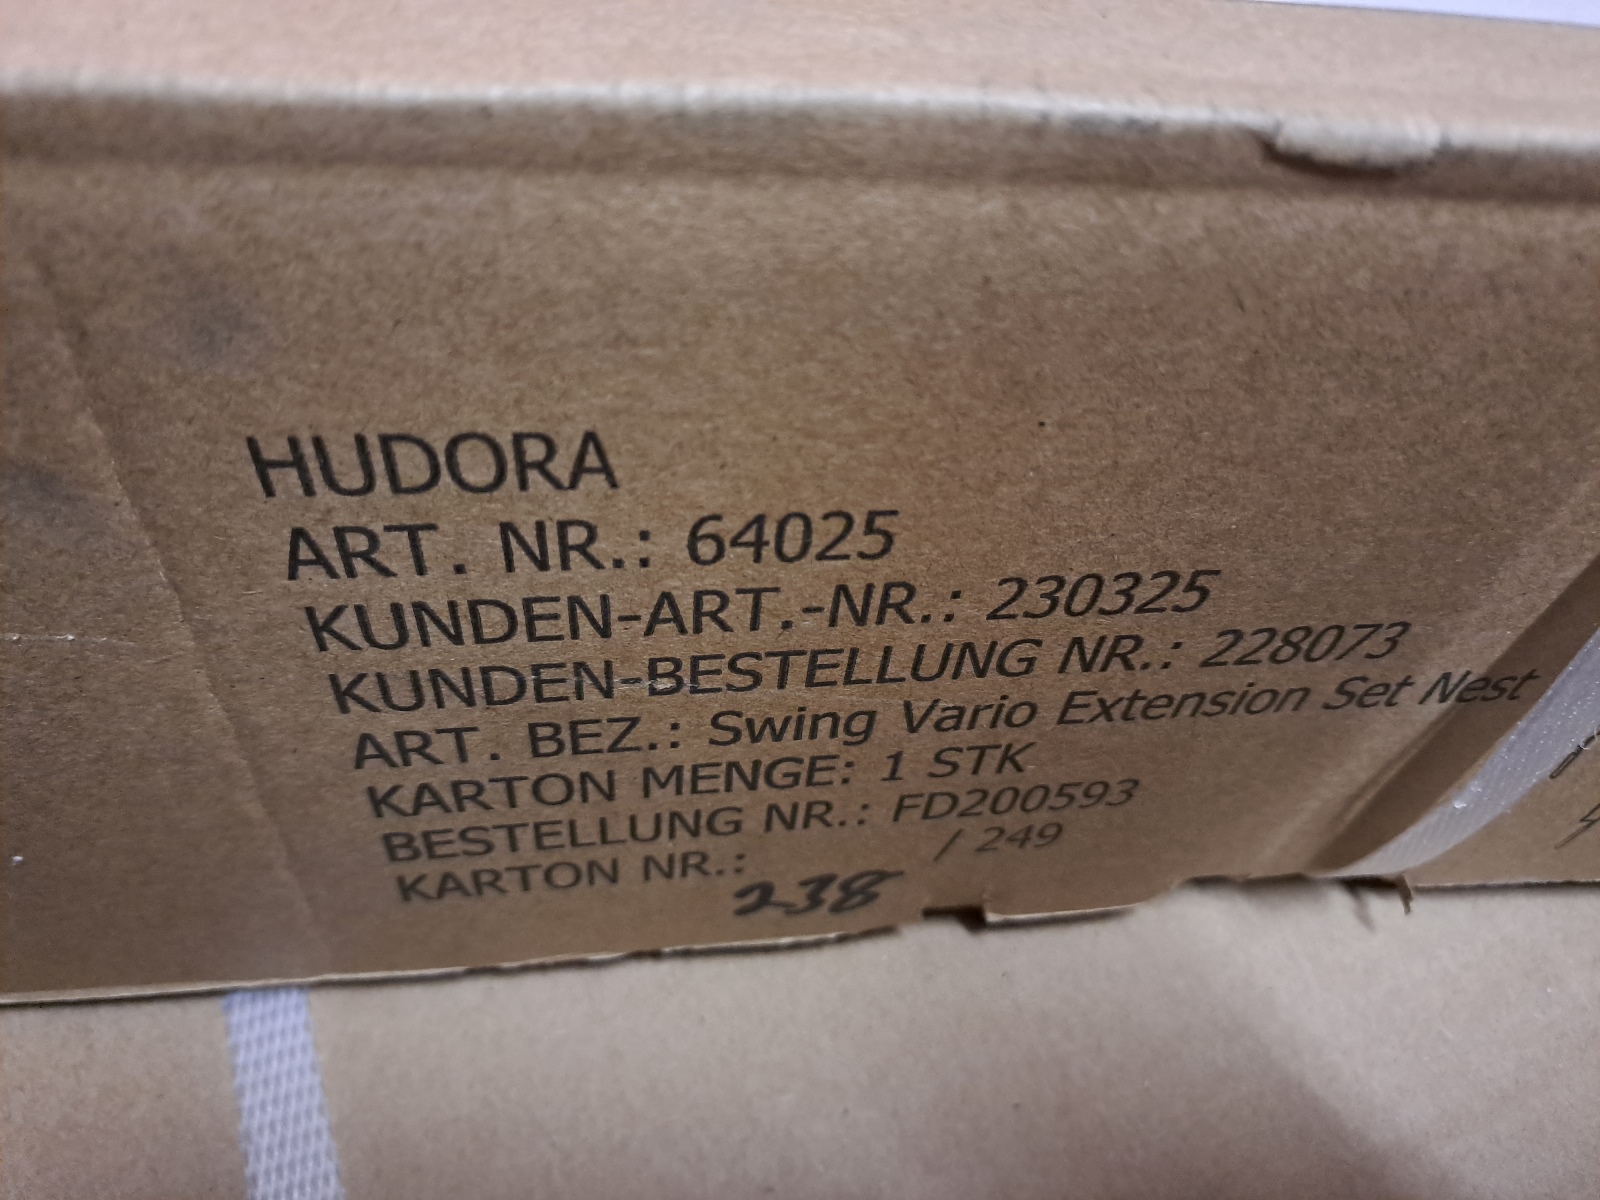 HUDORA
ART. NR.: 64025
KUNDEN-ART.-NR.: 230325
KUNDEN-BESTELLUNG NR.: 228073
ART. BEZ.: Swing Vario Extension Set Nest
KARTON MENGE: 1 STK
BESTELLUNG NR.: FD200593
KARTON NR.: 238 / 249